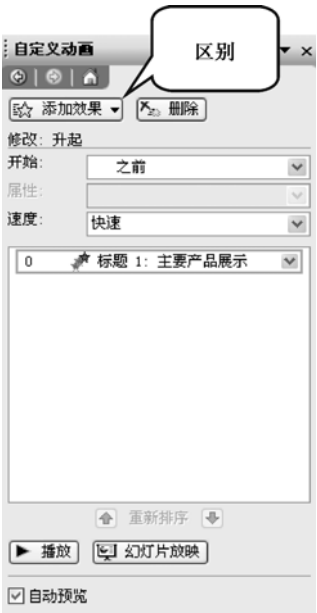 自定义动画
区别
添加效果
删除
修改: 升起
开始: 之前
属性:
速度: 快速
0 标题 1: 主要产品展示
重新排序
播放 幻灯片放映
自动预览